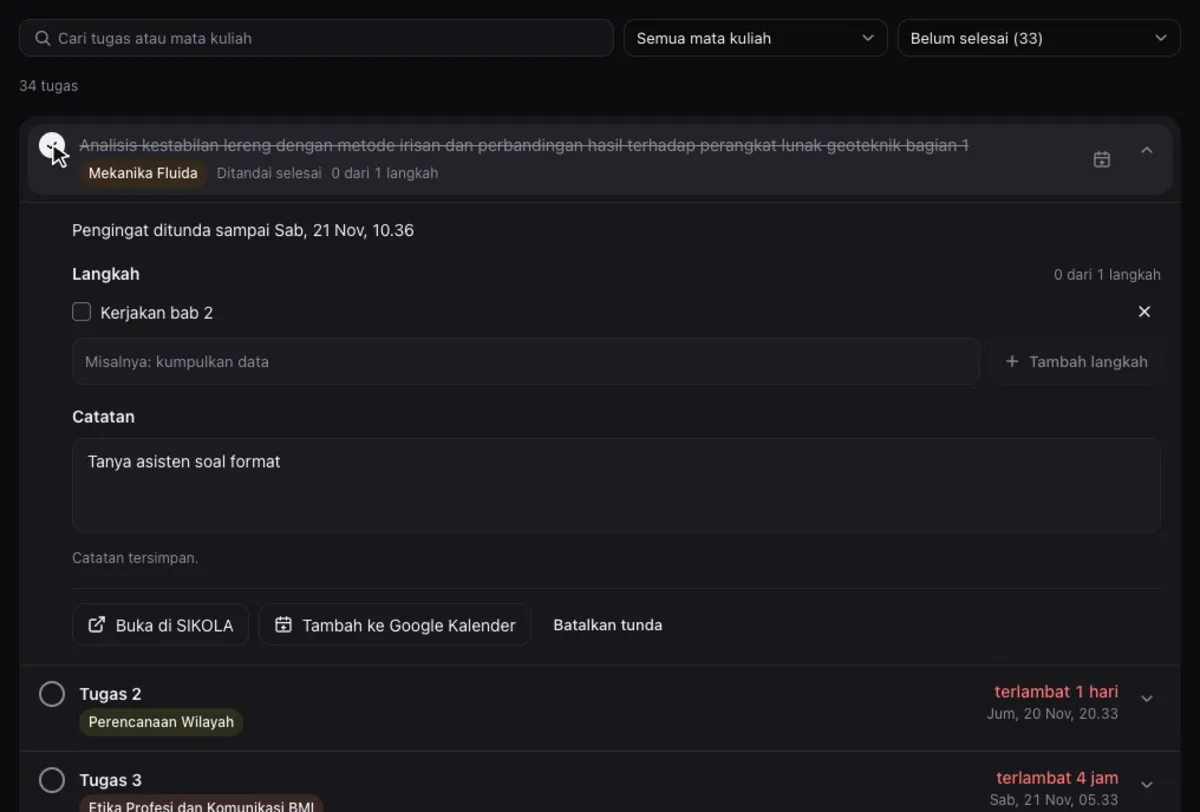 Cari tugas atau mata kuliah
Semua mata kuliah
Belum selesai (33)
34 tugas
Analisis kestabilan lereng dengan metode irisan dan perbandingan hasil terhadap perangkat lunak geoteknik bagian 1
Mekanika Fluida Ditandai selesai 0 dari 1 langkah
Pengingat ditunda sampai Sab, 21 Nov, 10.36
Langkah
0 dari 1 langkah
Kerjakan bab 2
Misalnya: kumpulkan data
Tambah langkah
Catatan
Tanya asisten soal format
Catatan tersimpan.
Buka di SIKOLA
Tambah ke Google Kalender
Batalkan tunda
Tugas 2
terlambat 1 hari
Perencanaan Wilayah
Jum, 20 Nov, 20.33
Tugas 3
terlambat 4 jam
Etika Profesi dan Komunikasi BMI
Sab, 21 Nov, 05.33